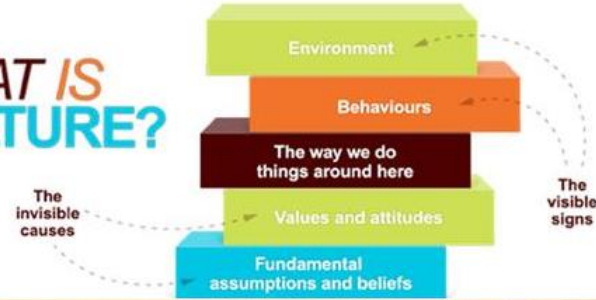 AT IS
TURE?
Environment
Behaviours
The way we do
things around here
Values and attitudes
Fundamental
assumptions and beliefs
The
invisible
causes
The
visible
signs